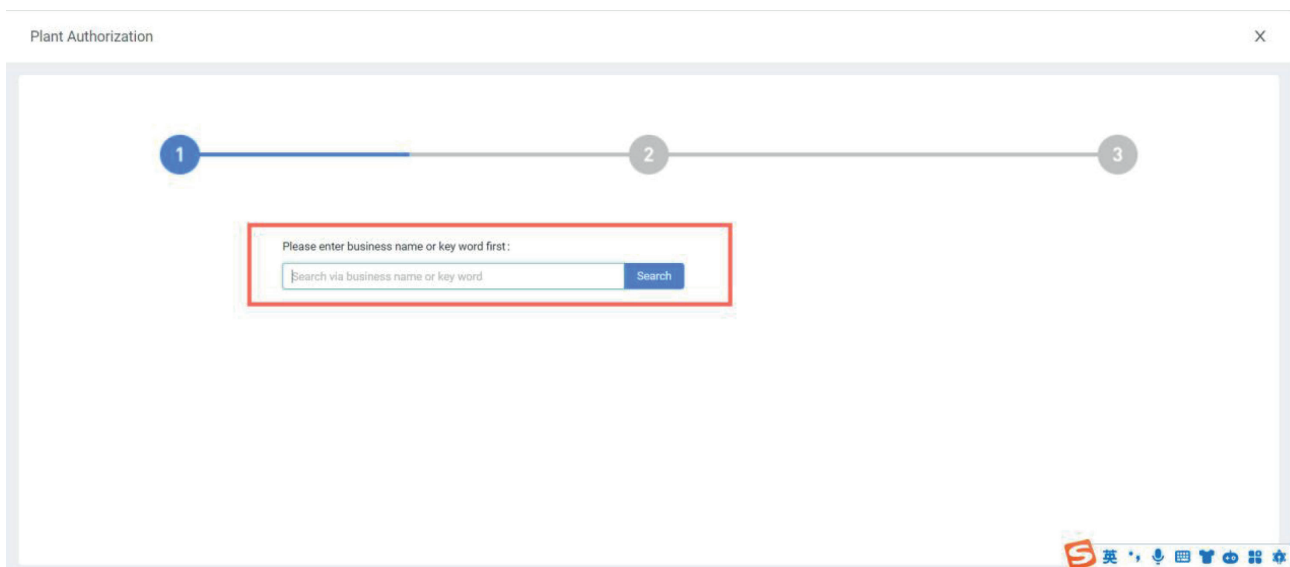 Plant Authorization
X
1
2
3
Please enter business name or key word first:
Search via business name or key word
Search
S 英